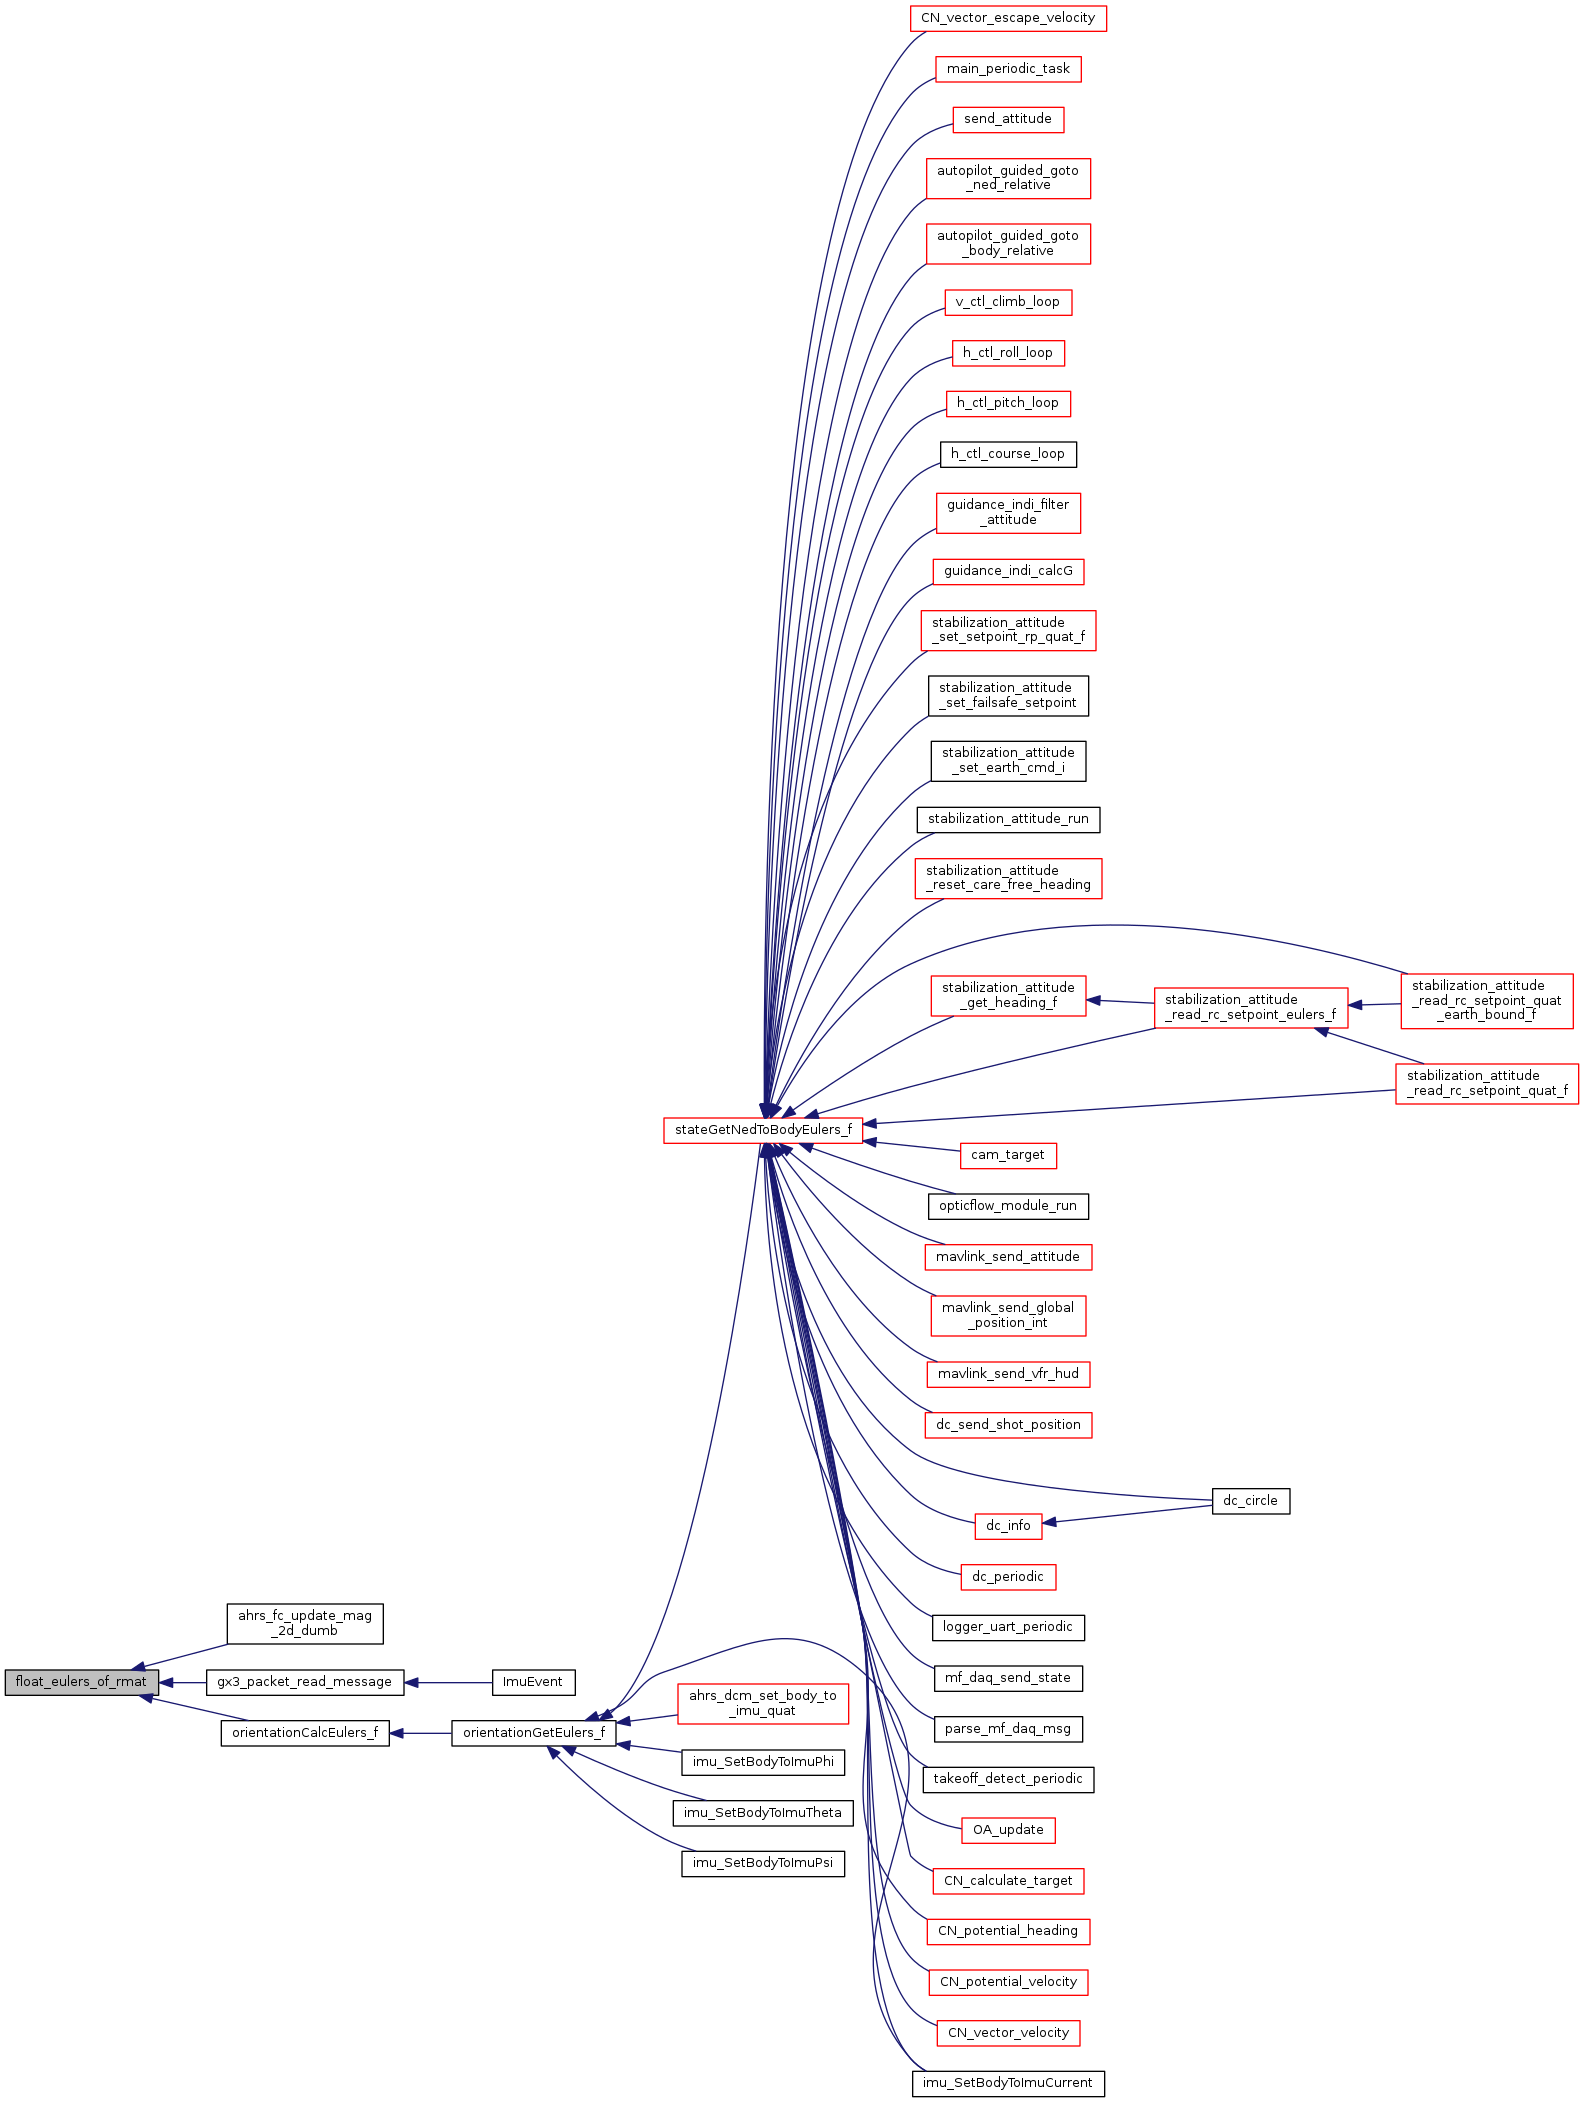 CN_vector_escape_velocity
main_periodic_task
send_attitude
autopilot_guided_goto
_ned_relative
autopilot_guided_goto
_body_relative
v_ctl_climb_loop
h_ctl_roll_loop
h_ctl_pitch_loop
h_ctl_course_loop
guidance_indi_filter
_attitude
guidance_indi_calcG
stabilization_attitude
_set_setpoint_rp_quat_f
stabilization_attitude
_set_failsafe_setpoint
stabilization_attitude
_set_earth_cmd_i
stabilization_attitude_run
stabilization_attitude
_reset_care_free_heading
stabilization_attitude
_get_heading_f
stabilization_attitude
_read_rc_setpoint_eulers_f
stabilization_attitude
_read_rc_setpoint_quat
_earth_bound_f
stabilization_attitude
_read_rc_setpoint_quat_f
stateGetNedToBodyEulers_f
cam_target
opticflow_module_run
mavlink_send_attitude
mavlink_send_global
_position_int
mavlink_send_vfr_hud
dc_send_shot_position
dc_circle
dc_info
dc_periodic
logger_uart_periodic
mf_daq_send_state
parse_mf_daq_msg
takeoff_detect_periodic
OA_update
CN_calculate_target
CN_potential_heading
CN_potential_velocity
CN_vector_velocity
imu_SetBodyToImuCurrent
ahrs_fc_update_mag
_2d_dumb
float_eulers_of_rmat
gx3_packet_read_message
ImuEvent
orientationCalcEulers_f
orientationGetEulers_f
ahrs_dcm_set_body_to
_imu_quat
imu_SetBodyToImuPhi
imu_SetBodyToImuTheta
imu_SetBodyToImuPsi